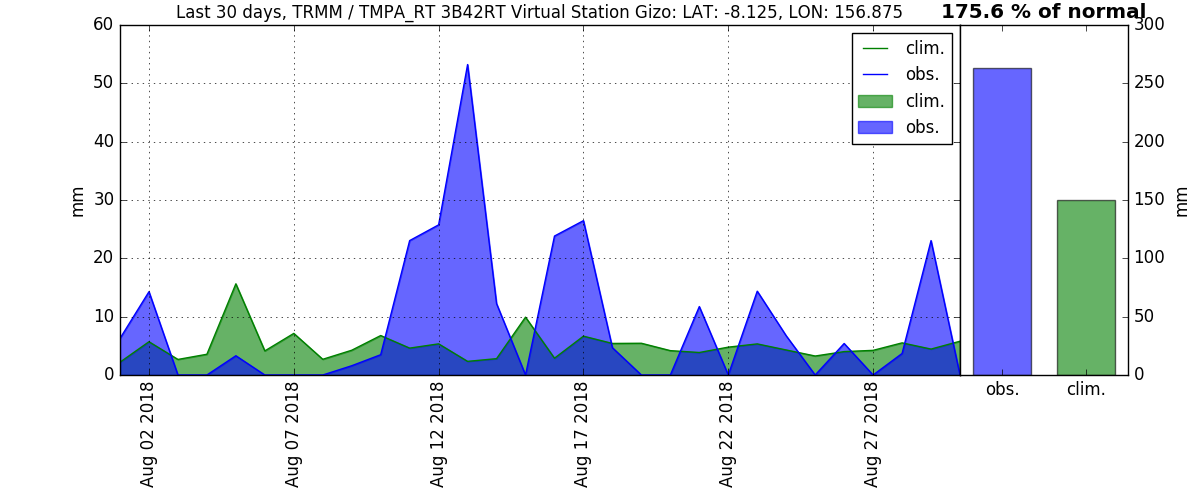 Last 30 days, TRMM / TMPA_RT 3B42RT Virtual Station Gizo: LAT: -8.125, LON: 156.875
175.6 % of normal
60
50
40
30
20
10
0
mm
clim.
obs.
clim.
obs.
300
250
200
150
100
50
0
mm
Aug 02 2018
Aug 07 2018
Aug 12 2018
Aug 17 2018
Aug 22 2018
Aug 27 2018
obs.
clim.